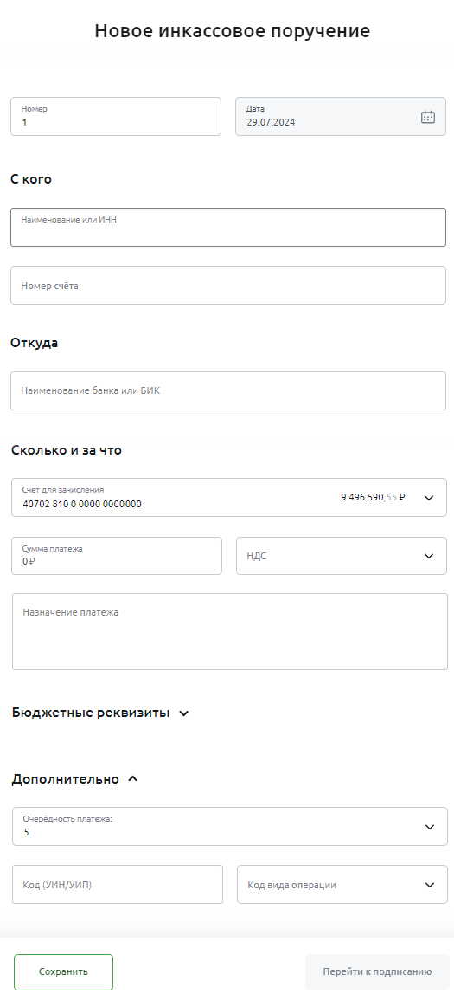 Новое инкассовое поручение
Номер
1
Дата
29.07.2024
С кого
Наименование или ИНН
Номер счёта
Откуда
Наименование банка или БИК
Сколько и за что
Счёт для зачисления
40702 810 0 0000 0000000
9 496 590,55 ₽
Сумма платежа
0 ₽
НДС
Назначение платежа
Бюджетные реквизиты
Дополнительно
Очерёдность платежа:
5
Код (УИН/УИП)
Код вида операции
Сохранить
Перейти к подписанию